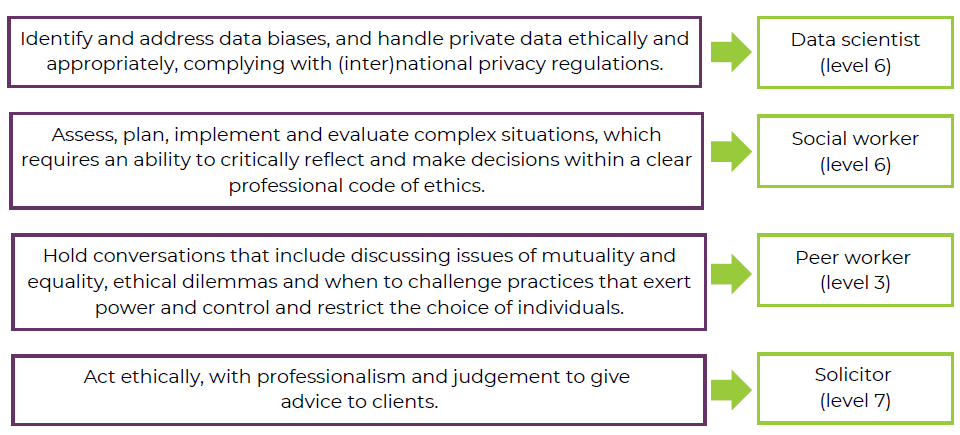 Identify and address data biases, and handle private data ethically and
appropriately, complying with (inter)national privacy regulations.
Data scientist
(level 6)
Assess, plan, implement and evaluate complex situations, which
requires an ability to critically reflect and make decisions within a clear
professional code of ethics.
Social worker
(level 6)
Hold conversations that include discussing issues of mutuality and
equality, ethical dilemmas and when to challenge practices that exert
power and control and restrict the choice of individuals.
Peer worker
(level 3)
Act ethically, with professionalism and judgement to give
advice to clients.
Solicitor
(level 7)